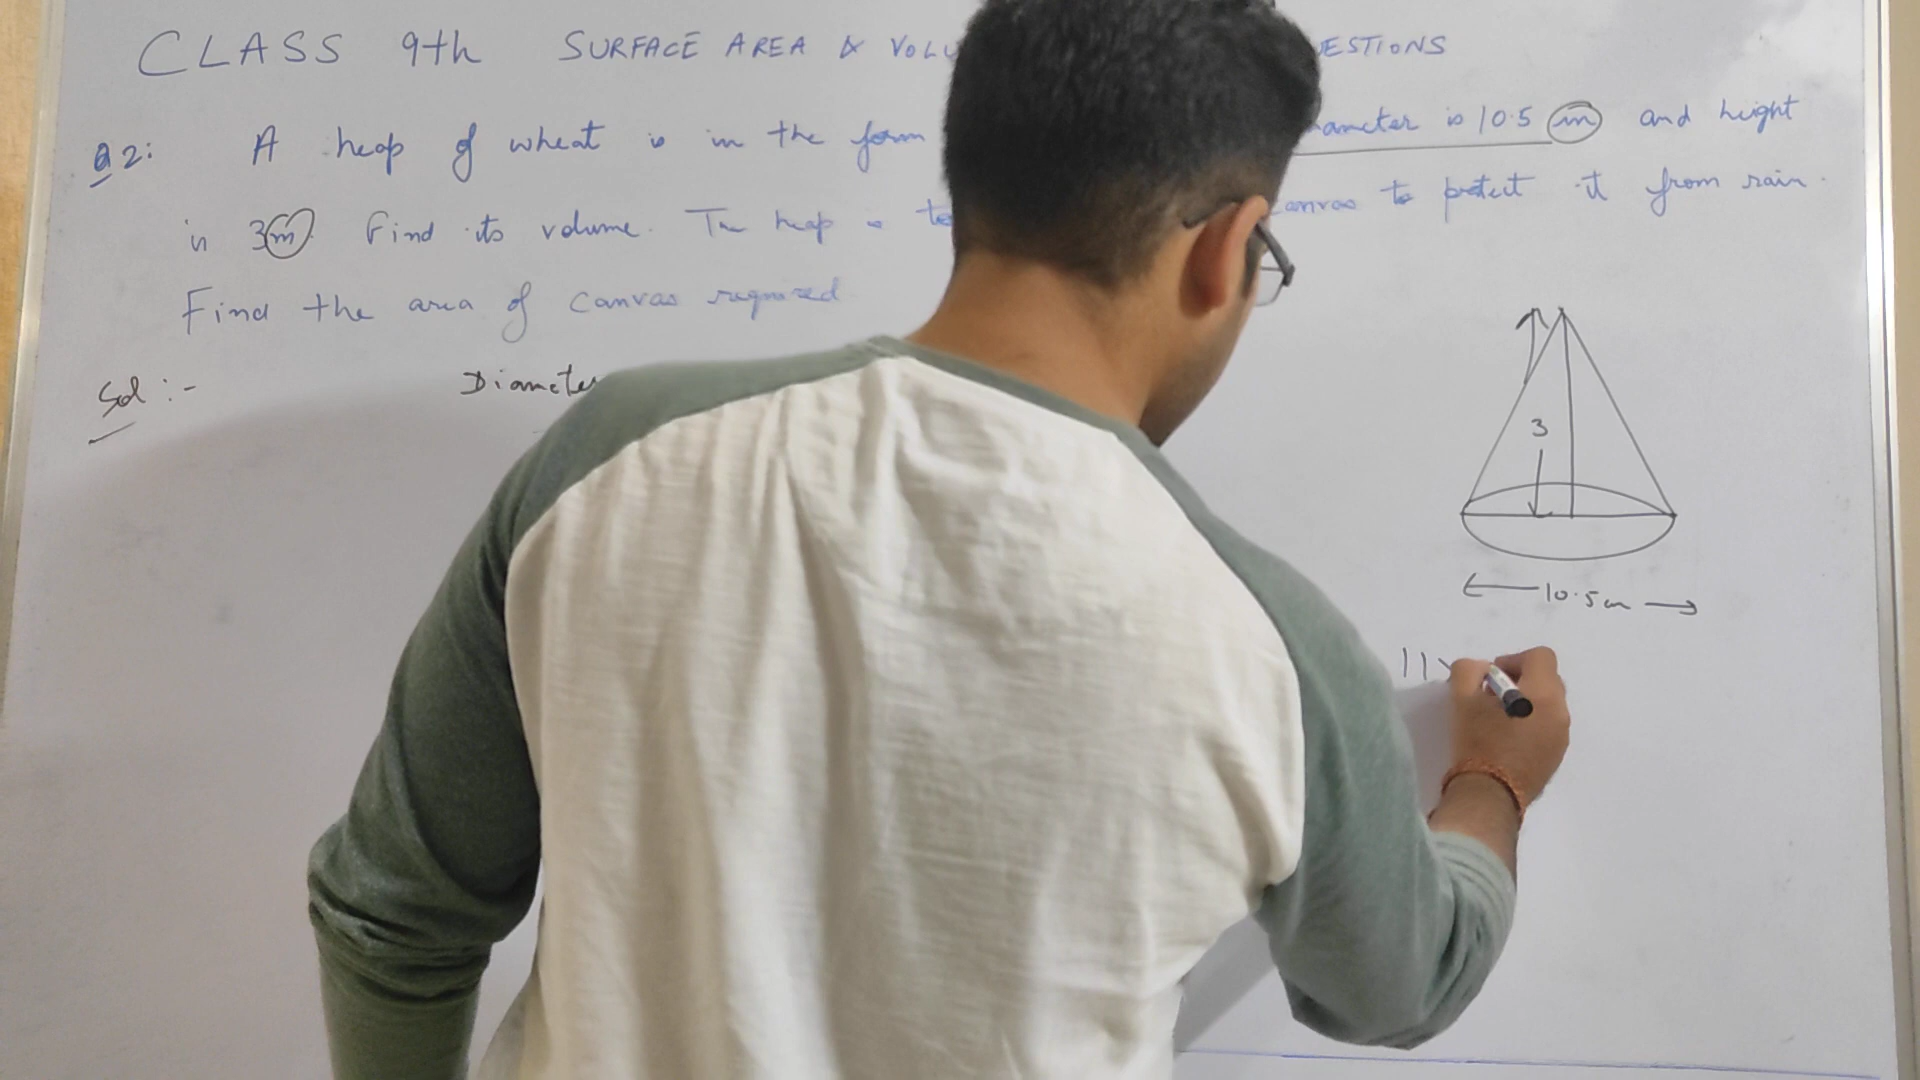 CLASS 9th SURFACE AREA & VOLU ESTIONS
Q2: A heap of wheat is in the form ameter is 10.5 m and height
is 3m. Find its volume. The heap is to canvas to protect it from rain.
Find the area of canvas required
Sol :- Diameter
3
10.5m
11x